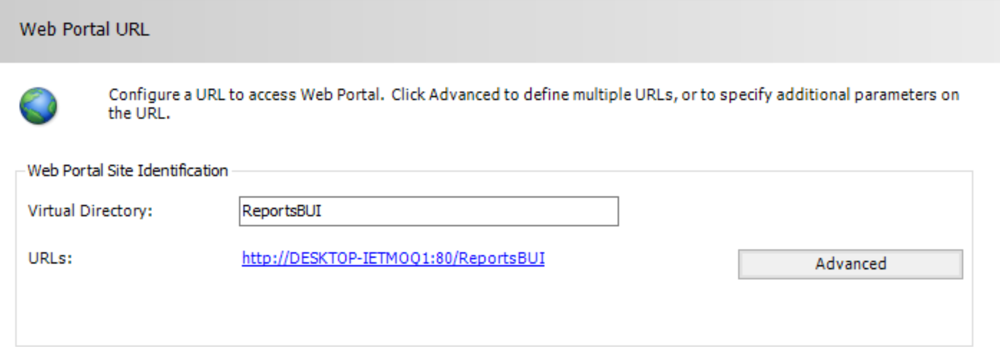 Web Portal URL
Configure a URL to access Web Portal. Click Advanced to define multiple URLs, or to specify additional parameters on
the URL.
Web Portal Site Identification
Virtual Directory:
ReportsBUI
URLs:
http://DESKTOP-IETMOQ1:80/ReportsBUI
Advanced